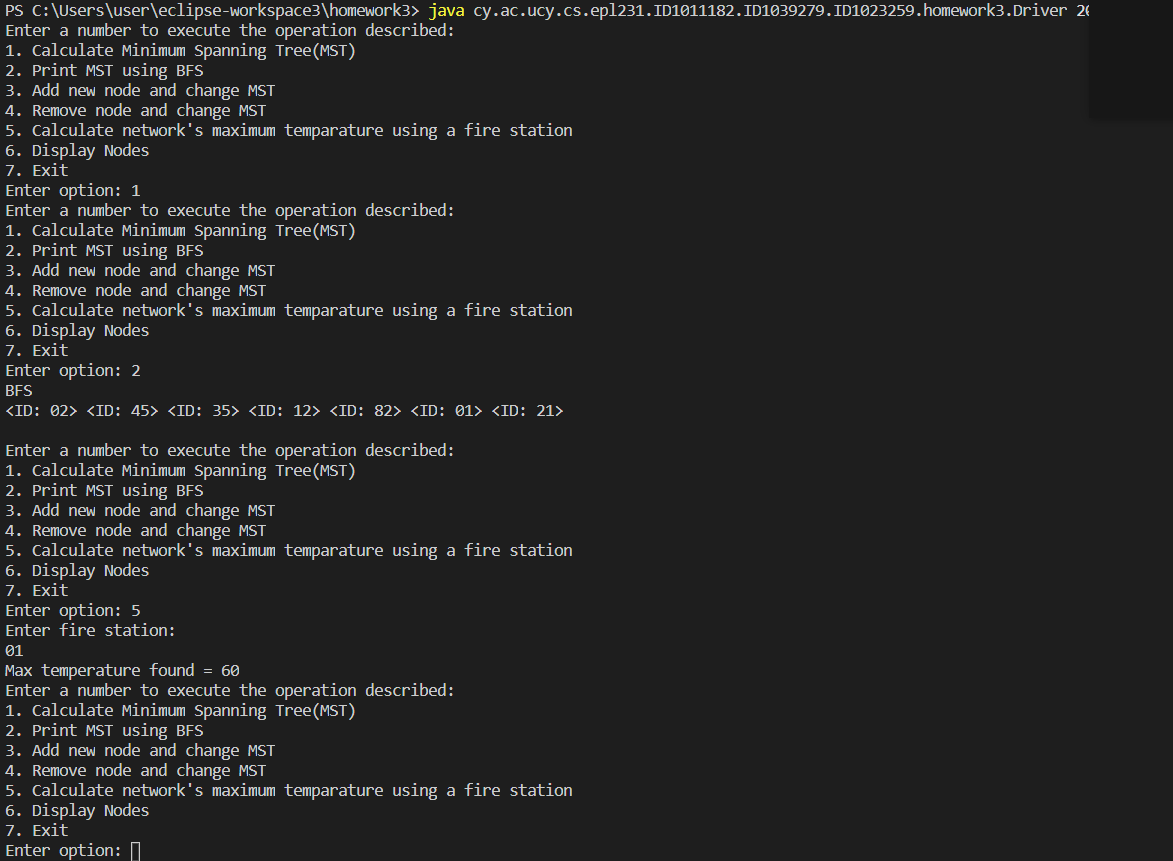 PS C:\Users\user\eclipse-workspace3\homework3> java cy.ac.ucy.cs.epl231.ID1011182.ID1039279.ID1023259.homework3.Driver
Enter a number to execute the operation described:
1. Calculate Minimum Spanning Tree(MST)
2. Print MST using BFS
3. Add new node and change MST
4. Remove node and change MST
5. Calculate network's maximum temparature using a fire station
6. Display Nodes
7. Exit
Enter option: 1
Enter a number to execute the operation described:
1. Calculate Minimum Spanning Tree(MST)
2. Print MST using BFS
3. Add new node and change MST
4. Remove node and change MST
5. Calculate network's maximum temparature using a fire station
6. Display Nodes
7. Exit
Enter option: 2
BFS
<ID: 02> <ID: 45> <ID: 35> <ID: 12> <ID: 82> <ID: 01> <ID: 21>
Enter a number to execute the operation described:
1. Calculate Minimum Spanning Tree(MST)
2. Print MST using BFS
3. Add new node and change MST
4. Remove node and change MST
5. Calculate network's maximum temparature using a fire station
6. Display Nodes
7. Exit
Enter option: 5
Enter fire station:
01
Max temperature found = 60
Enter a number to execute the operation described:
1. Calculate Minimum Spanning Tree(MST)
2. Print MST using BFS
3. Add new node and change MST
4. Remove node and change MST
5. Calculate network's maximum temparature using a fire station
6. Display Nodes
7. Exit
Enter option: